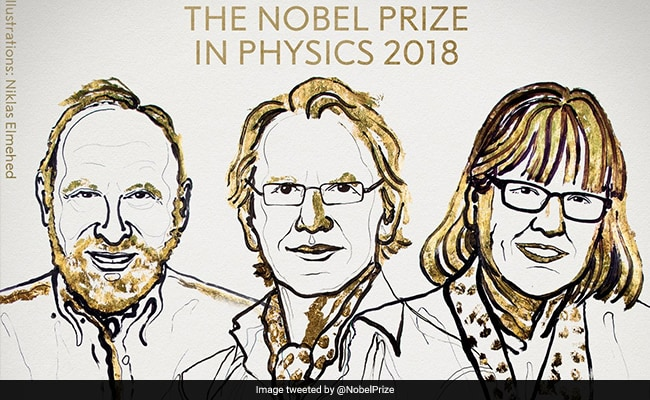 THE NOBEL PRIZE
IN PHYSICS 2018
Illustrations: Niklas Elmehed
Image tweeted by @NobelPrize